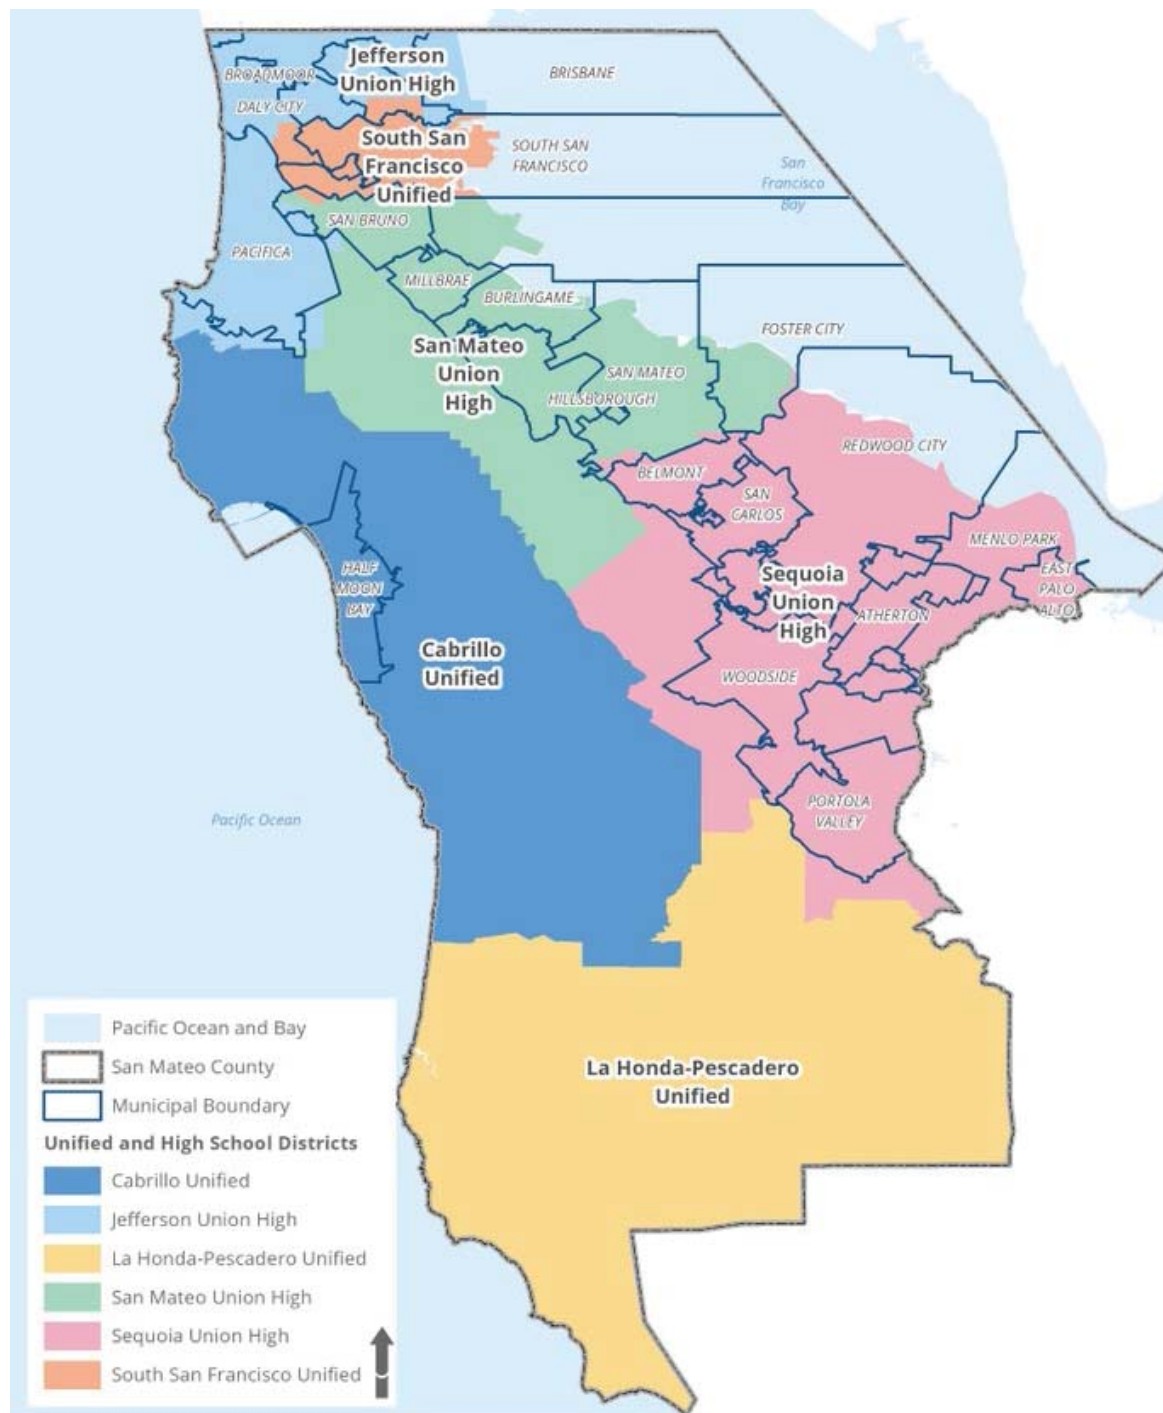 Jefferson
Union High
BROADMOOR
BRISBANE
DALY CITY
South San
Francisco
Unified
SOUTH SAN
FRANCISCO
San
Francisco
Bay
SAN BRUNO
PACIFICA
MILLBRAE
BURLINGAME
FOSTER CITY
San Mateo
Union
High
SAN MATEO
HILLSBOROUGH
REDWOOD CITY
BELMONT
SAN
CARLOS
MENLO PARK
EAST
PALO
ALTO
HALF
MOON
BAY
Sequoia
Union
High
ATHERTON
Cabrillo
Unified
WOODSIDE
PORTOLA
VALLEY
Pacific Ocean
La Honda-Pescadero
Unified
Pacific Ocean and Bay
San Mateo County
Municipal Boundary
Unified and High School Districts
Cabrillo Unified
Jefferson Union High
La Honda-Pescadero Unified
San Mateo Union High
Sequoia Union High
South San Francisco Unified